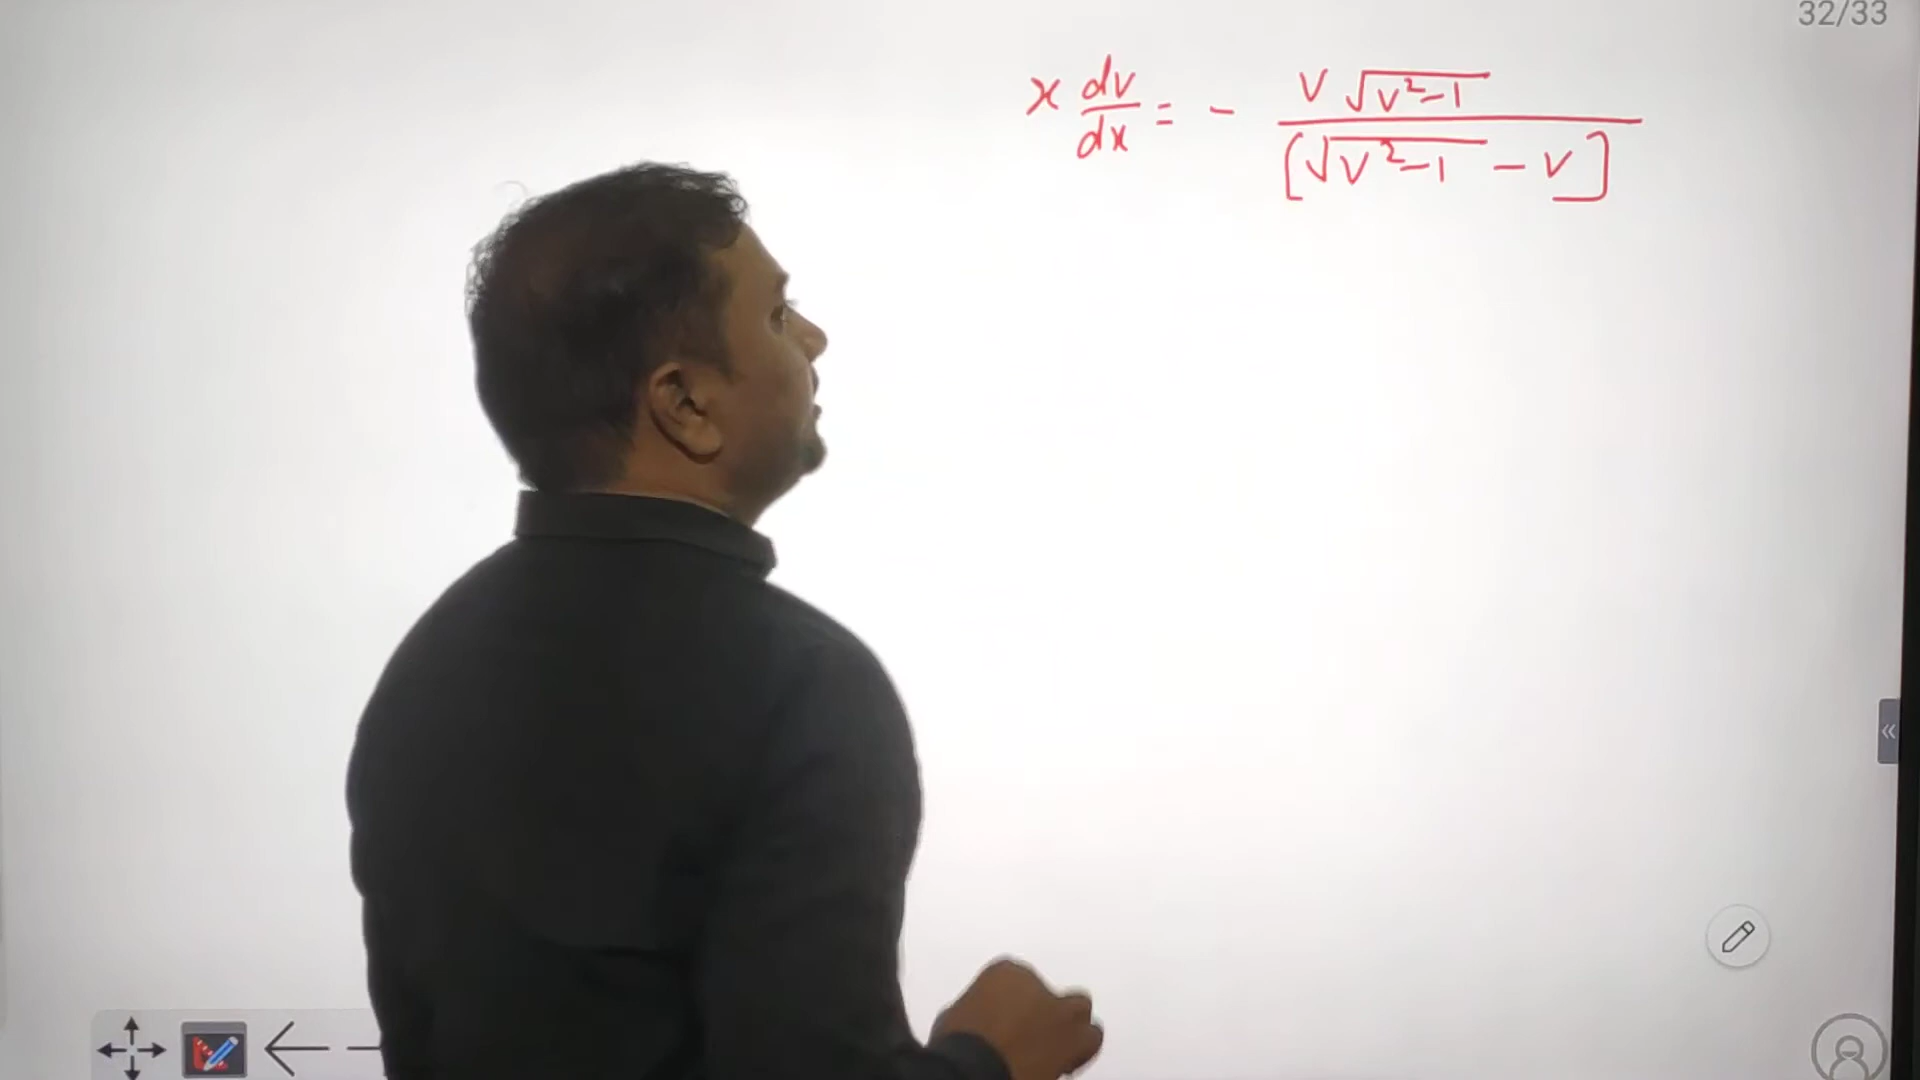 32/33
x dv/dx = - v √(v²-1) / [√(v²-1) - v]